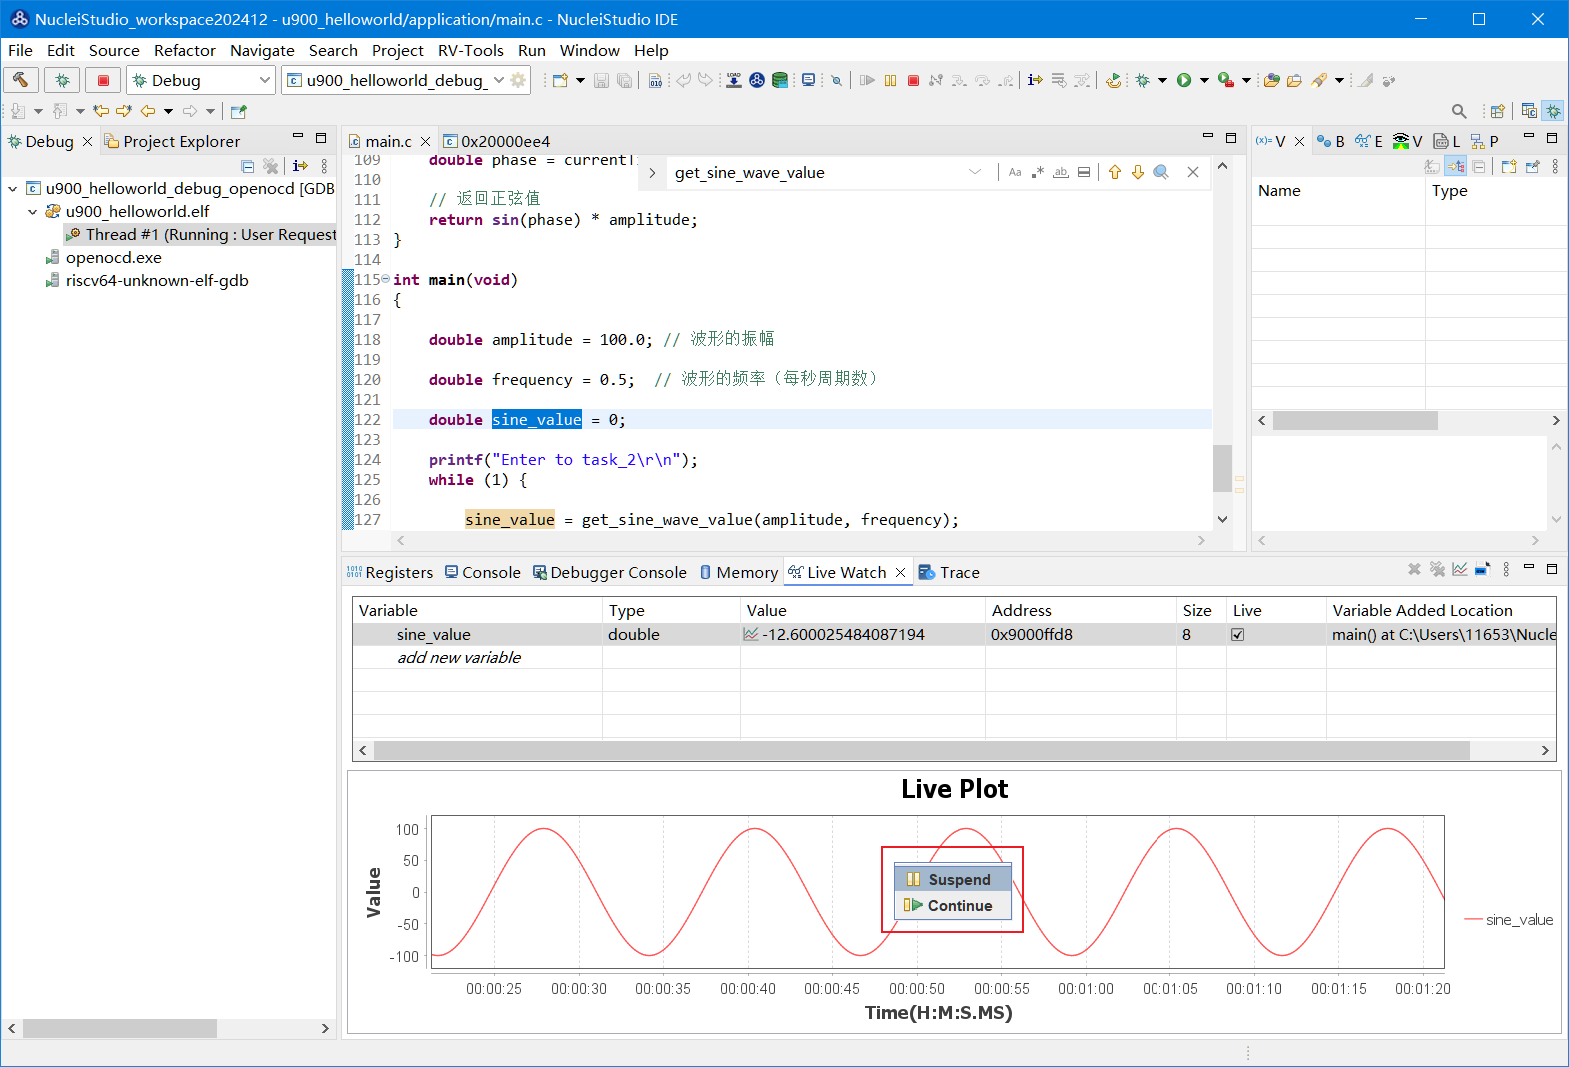 NucleiStudio_workspace202412 - u900_helloworld/application/main.c - NucleiStudio IDE
File Edit Source Refactor Navigate Search Project RV-Tools Run Window Help
Debug u900_helloworld_debug_
Debug Project Explorer
u900_helloworld_debug_openocd [GDB
u900_helloworld.elf
Thread #1 (Running : User Request
openocd.exe
riscv64-unknown-elf-gdb
main.c 0x20000ee4
get_sine_wave_value
Aa
109 double phase = currentTi
110
111 // 返回正弦值
112 return sin(phase) * amplitude;
113 }
114
115 int main(void)
116 {
117
118 double amplitude = 100.0; // 波形的振幅
119
120 double frequency = 0.5; // 波形的频率（每秒周期数）
121
122 double sine_value = 0;
123
124 printf("Enter to task_2\r\n");
125 while (1) {
126
127 sine_value = get_sine_wave_value(amplitude, frequency);
(x)= V B E V L P
Name Type
Registers Console Debugger Console Memory Live Watch Trace
Variable Type Value Address Size Live Variable Added Location
sine_value double -12.600025484087194 0x9000ffd8 8 main() at C:\Users\11653\Nucle
add new variable
Live Plot
Value
100
50
0
-50
-100
Suspend
Continue
sine_value
00:00:25 00:00:30 00:00:35 00:00:40 00:00:45 00:00:50 00:00:55 00:01:00 00:01:05 00:01:10 00:01:15 00:01:20
Time(H:M:S.MS)